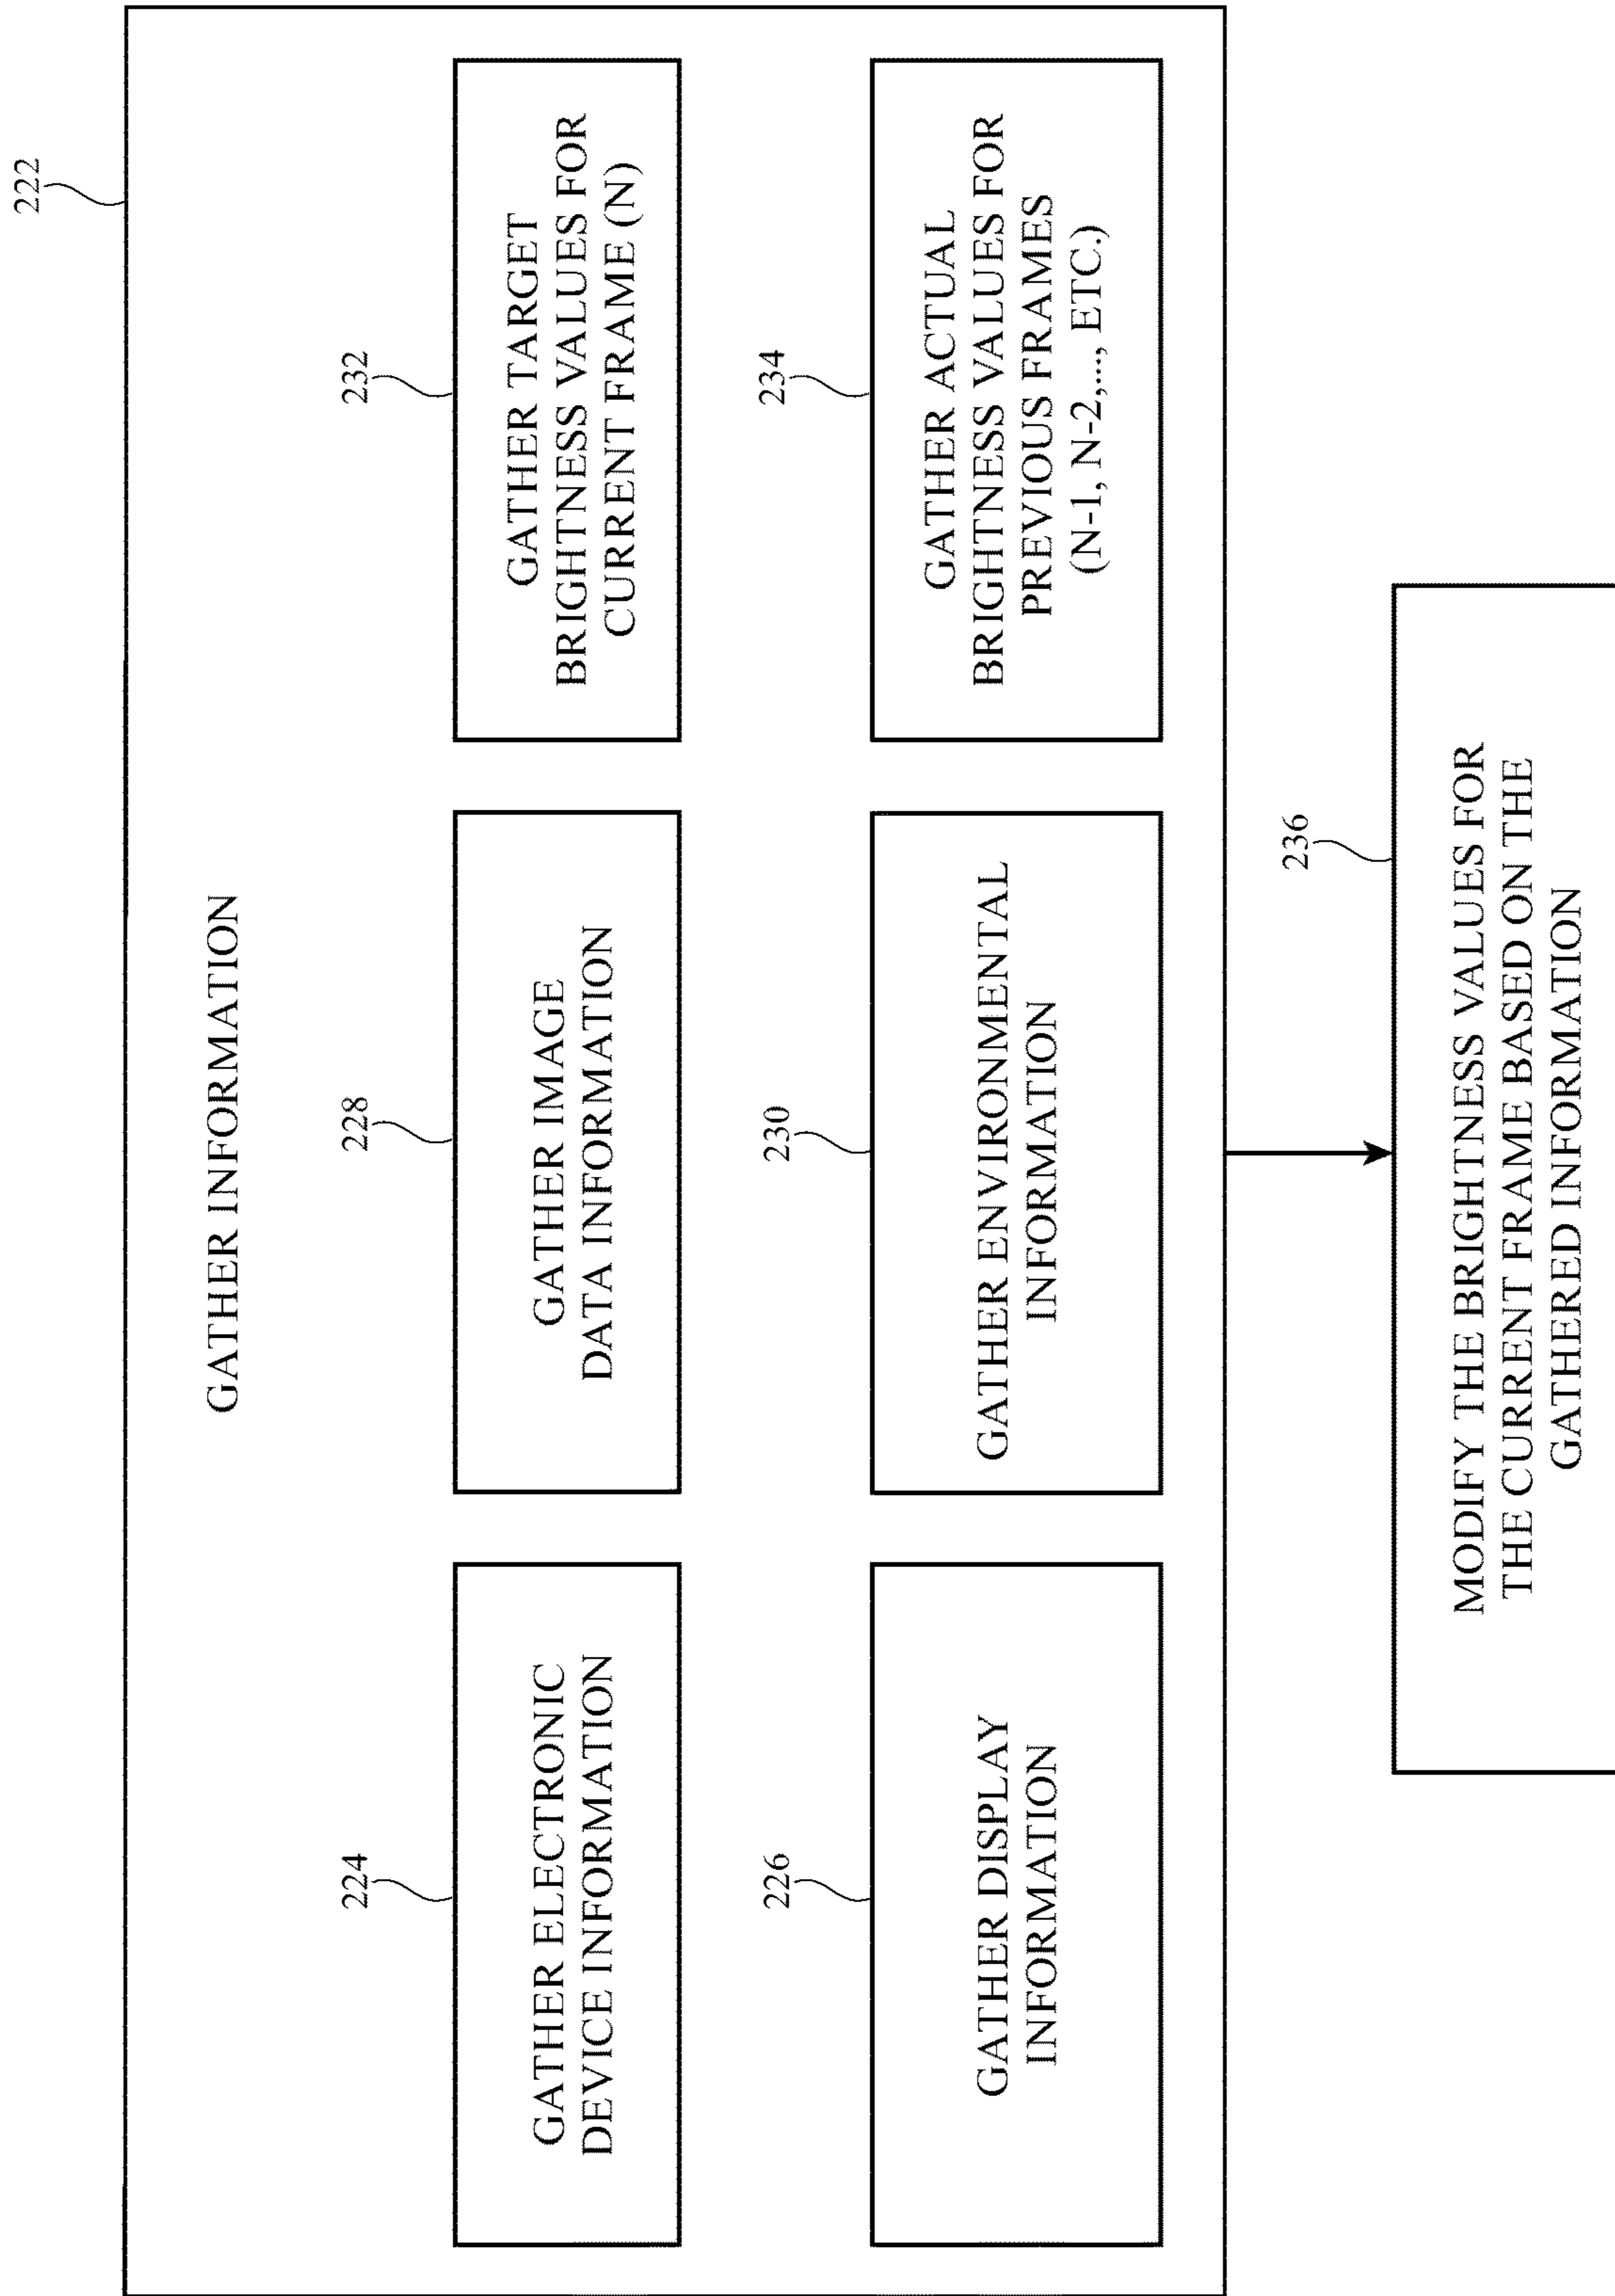 222
GATHER INFORMATION
224
GATHER ELECTRONIC
DEVICE INFORMATION
228
GATHER IMAGE
DATA INFORMATION
232
GATHER TARGET
BRIGHTNESS VALUES FOR
CURRENT FRAME (N)
226
GATHER DISPLAY
INFORMATION
230
GATHER ENVIRONMENTAL
INFORMATION
234
GATHER ACTUAL
BRIGHTNESS VALUES FOR
PREVIOUS FRAMES
(N-1, N-2,..., ETC.)
236
MODIFY THE BRIGHTNESS VALUES FOR
THE CURRENT FRAME BASED ON THE
GATHERED INFORMATION